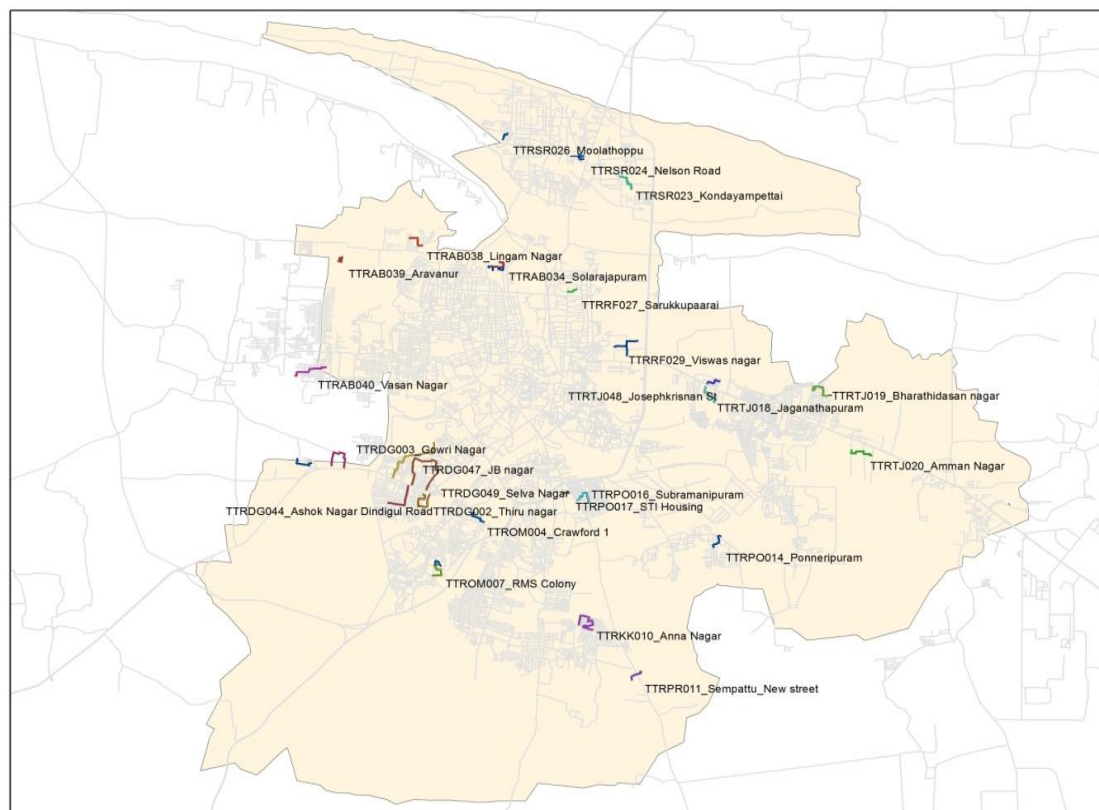 TTRSR026_Moolathoppu
TTRSR024_Nelson Road
TTRSR023_Kondayampettai
TTRAB038_Lingam Nagar
TTRAB039_Aravanur
TTRAB034_Solarajapuram
TTRRF027_Sarukkupaarai
TTRRF029_Viswas nagar
TTRAB040_Vasan Nagar
TTRTJ048_Josephkrisnan St
TTRTJ018_Jaganathapuram
TTRTJ019_Bharathidasan nagar
TTRDG003_Gowri Nagar
TTRDG047_JB nagar
TTRTJ020_Amman Nagar
TTRDG049_Selva Nagar
TTRPO016_Subramanipuram
TTRPO017_STI Housing
TTRDG044_Ashok Nagar Dindigul Road
TTRDG002_Thiru nagar
TTROM004_Crawford 1
TTRPO014_Ponneripuram
TTROM007_RMS Colony
TTRKK010_Anna Nagar
TTRPR011_Sempattu_New street